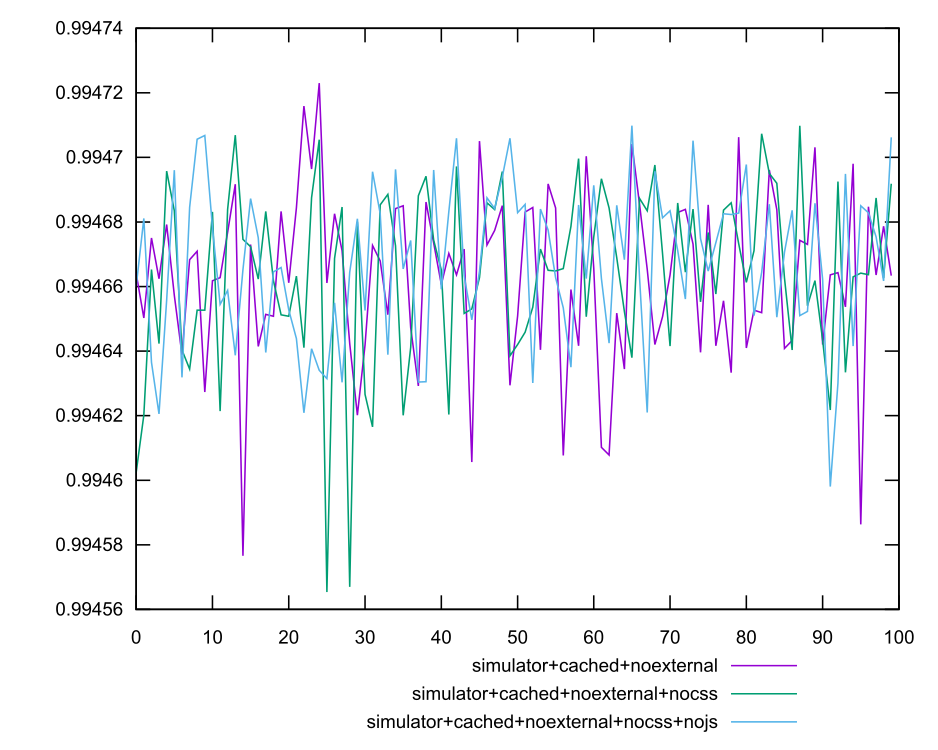 0.99474
0.99472
0.9947
0.99468
0.99466
0.99464
0.99462
0.9946
0.99458
0.99456
0 10 20 30 40 50 60 70 80 90 100
simulator+cached+noexternal
simulator+cached+noexternal+nocss
simulator+cached+noexternal+nocss+nojs